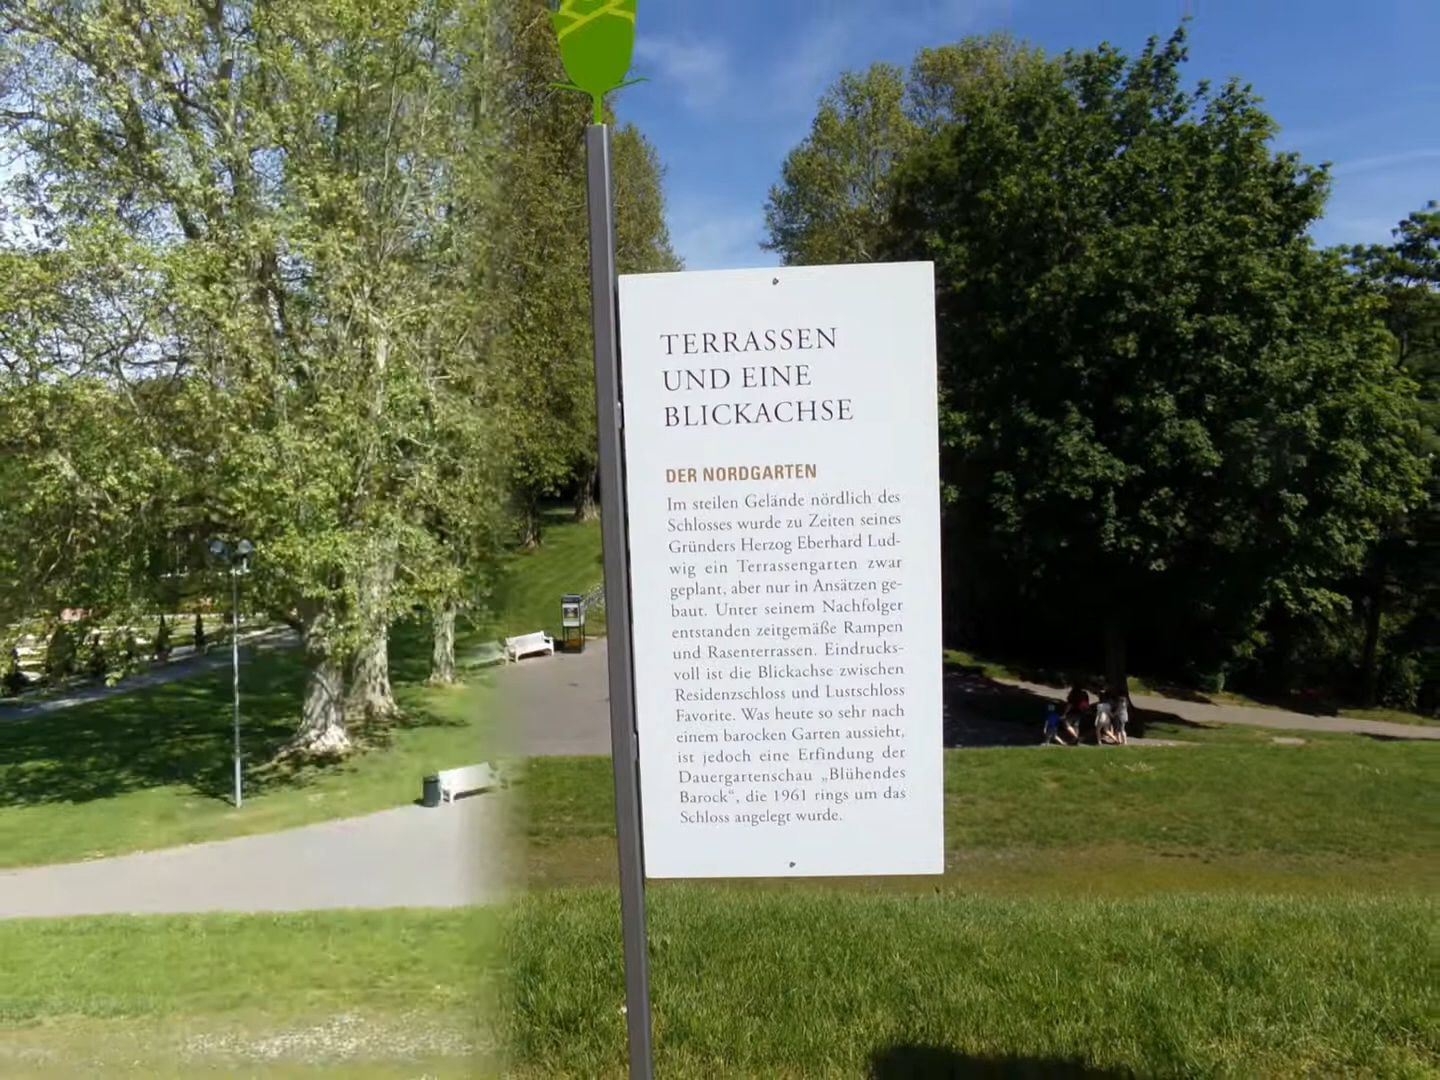 TERRASSEN
UND EINE
BLICKACHSE
DER NORDGARTEN
Im steilen Gelände nördlich des
Schlosses wurde zu Zeiten seines
Gründers Herzog Eberhard Lud-
wig ein Terrassengarten zwar
geplant, aber nur in Ansätzen ge-
baut. Unter seinem Nachfolger
entstanden zeitgemäße Rampen
und Rasenterrassen. Eindrucks-
voll ist die Blickachse zwischen
Residenzschloss und Lustschloss
Favorite. Was heute so sehr nach
einem barocken Garten aussieht,
ist jedoch eine Erfindung der
Dauergartenschau „Blühendes
Barock“, die 1961 rings um das
Schloss angelegt wurde.